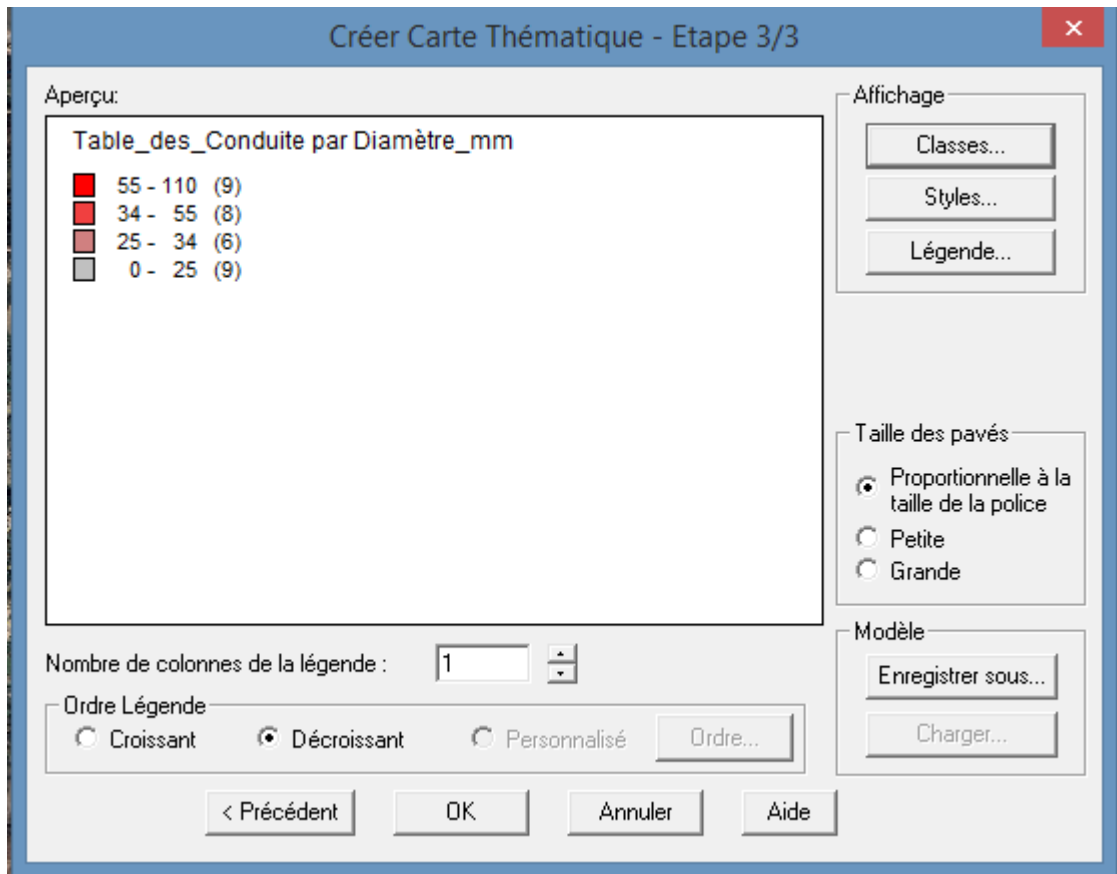 Créer Carte Thématique - Etape 3/3
Aperçu:
Table_des_Conduite par Diamètre_mm
55 - 110 (9)
34 - 55 (8)
25 - 34 (6)
0 - 25 (9)
Affichage
Classes...
Styles...
Légende...
Taille des pavés
Proportionnelle à la
taille de la police
Petite
Grande
Modèle
Enregistrer sous...
Charger...
Nombre de colonnes de la légende :
1
Ordre Légende
Croissant
Décroissant
Personnalisé
Ordre...
< Précédent
OK
Annuler
Aide